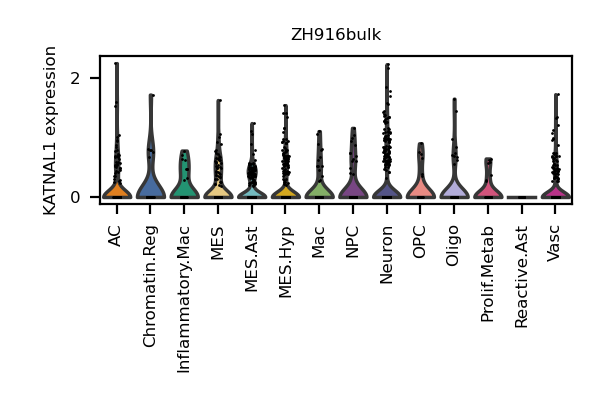 ZH916bulk
KATNAL1 expression
2
0
AC
Chromatin.Reg
Inflammatory.Mac
MES
MES.Ast
MES.Hyp
Mac
NPC
Neuron
OPC
Oligo
Prolif.Metab
Reactive.Ast
Vasc